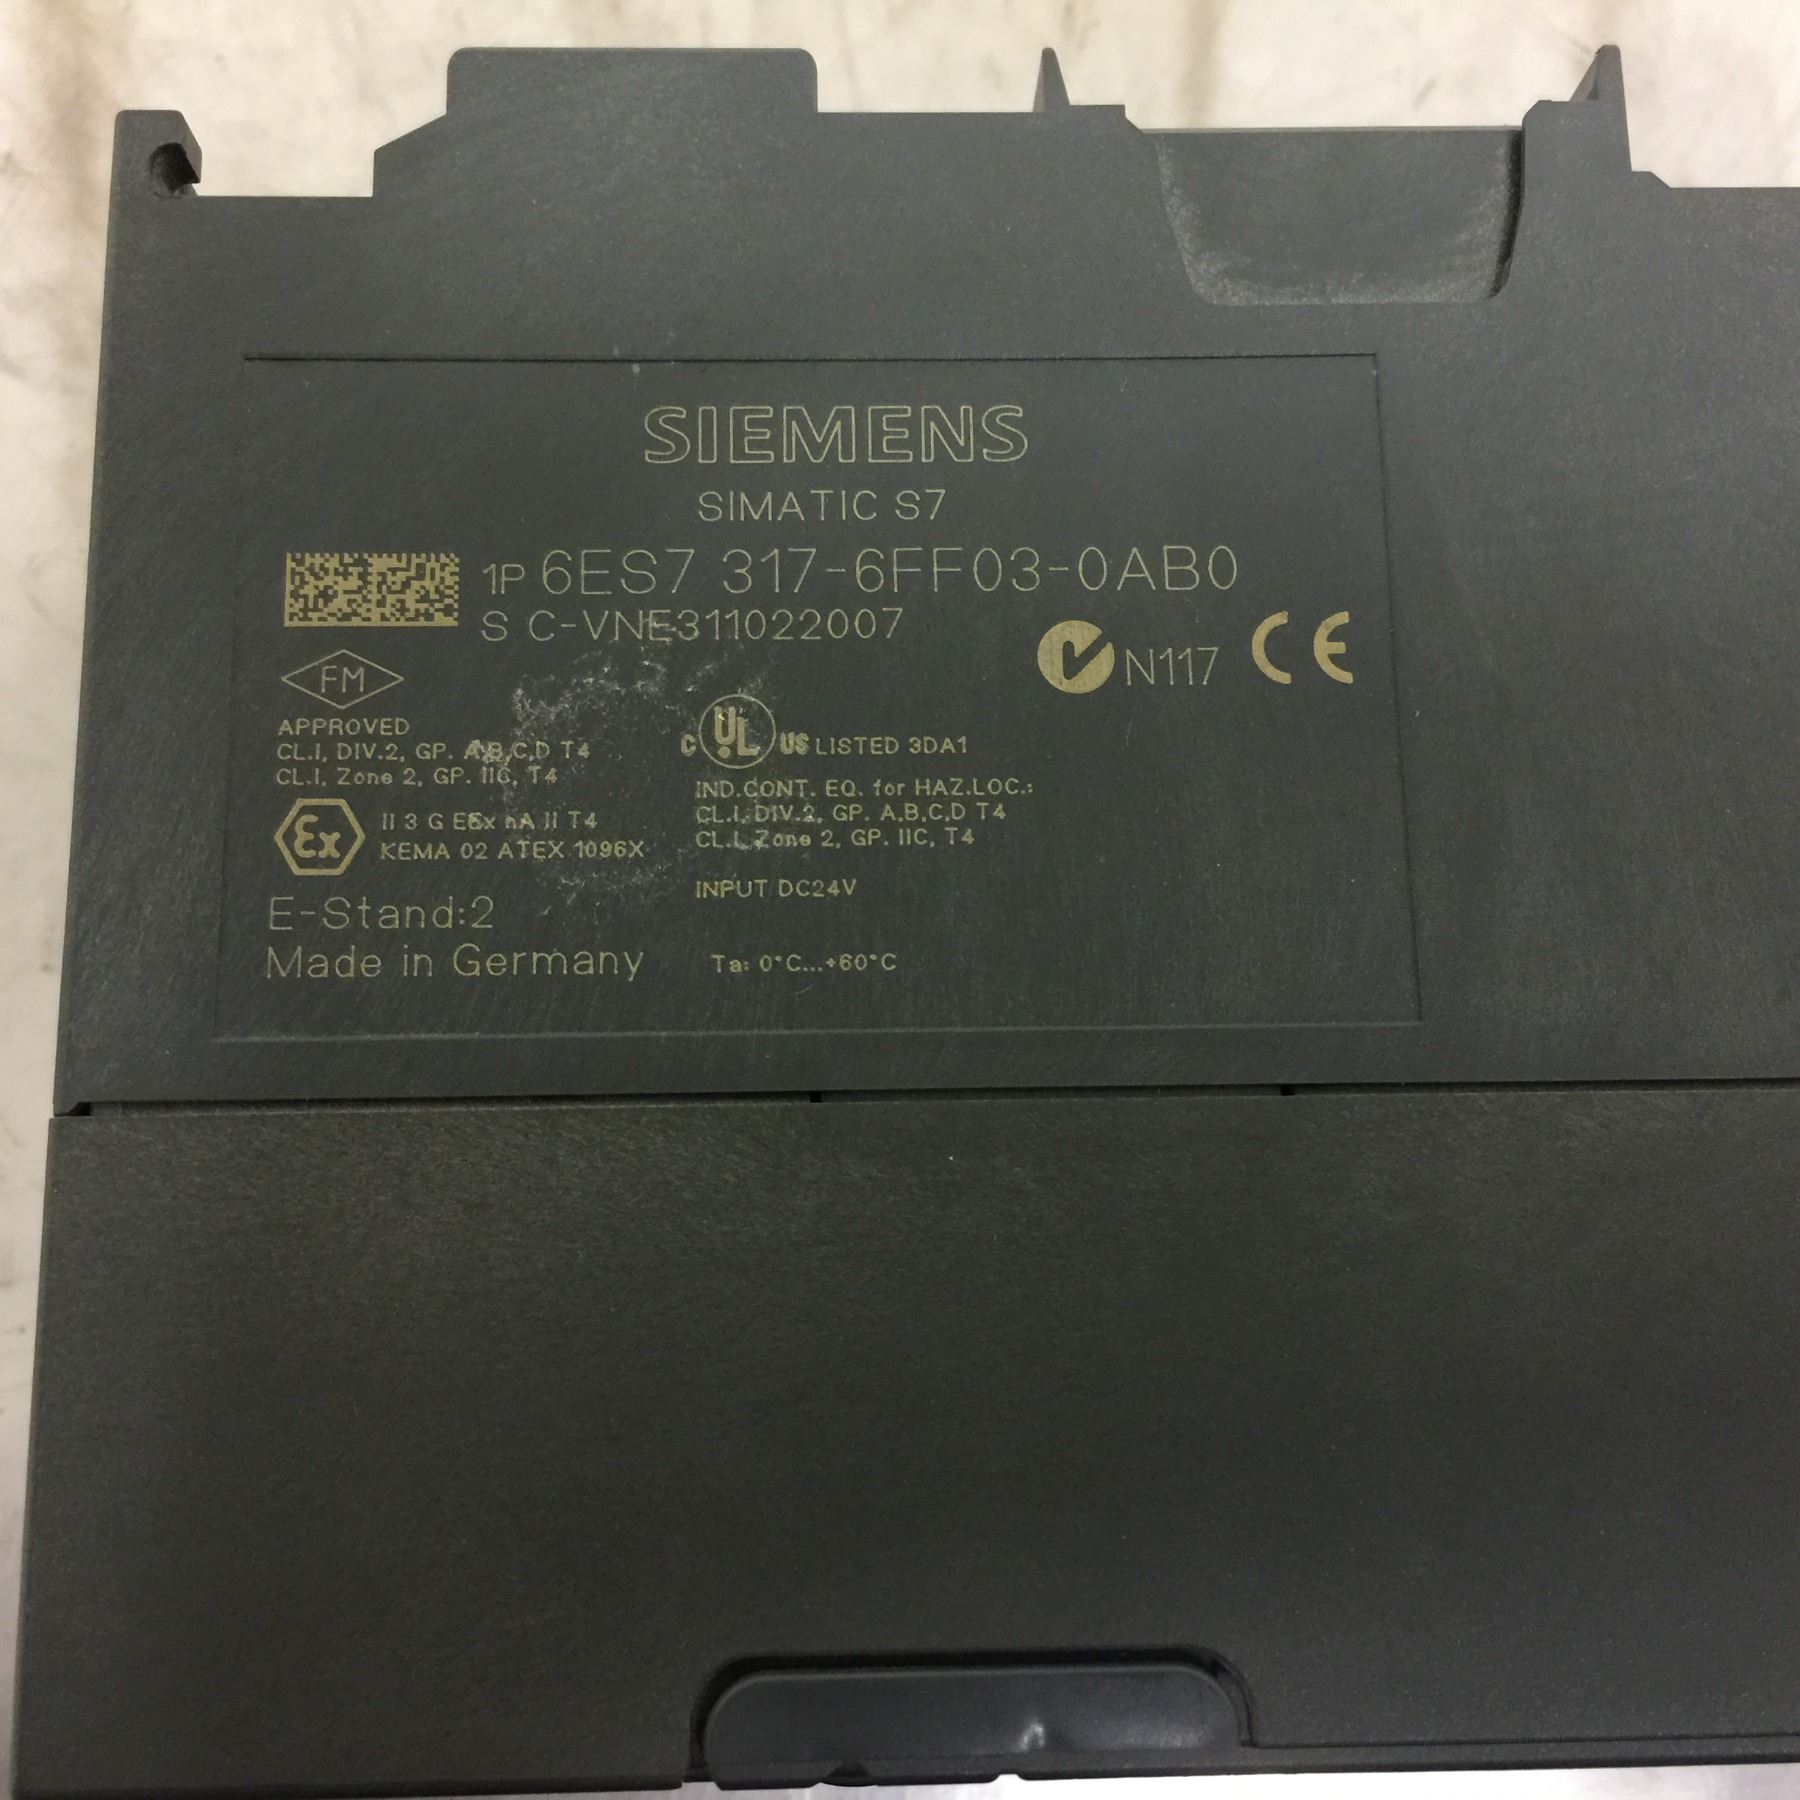 SIEMENS
SIMATIC S7
1P 6ES7 317-6FF03-0AB0
S C-VNE311022007
N117 CE
FM
APPROVED
CL.I, DIV.2, GP. A,B,C,D T4
CL.I, Zone 2, GP. IIC, T4
Ex
II 3 G EEx nA II T4
KEMA 02 ATEX 1096X
E-Stand:2
Made in Germany
C UL US LISTED 3DA1
IND.CONT. EQ. for HAZ.LOC.:
CL.I, DIV.2, GP. A,B,C,D T4
CL.I, Zone 2, GP. IIC, T4
INPUT DC24V
Ta: 0°C...+60°C